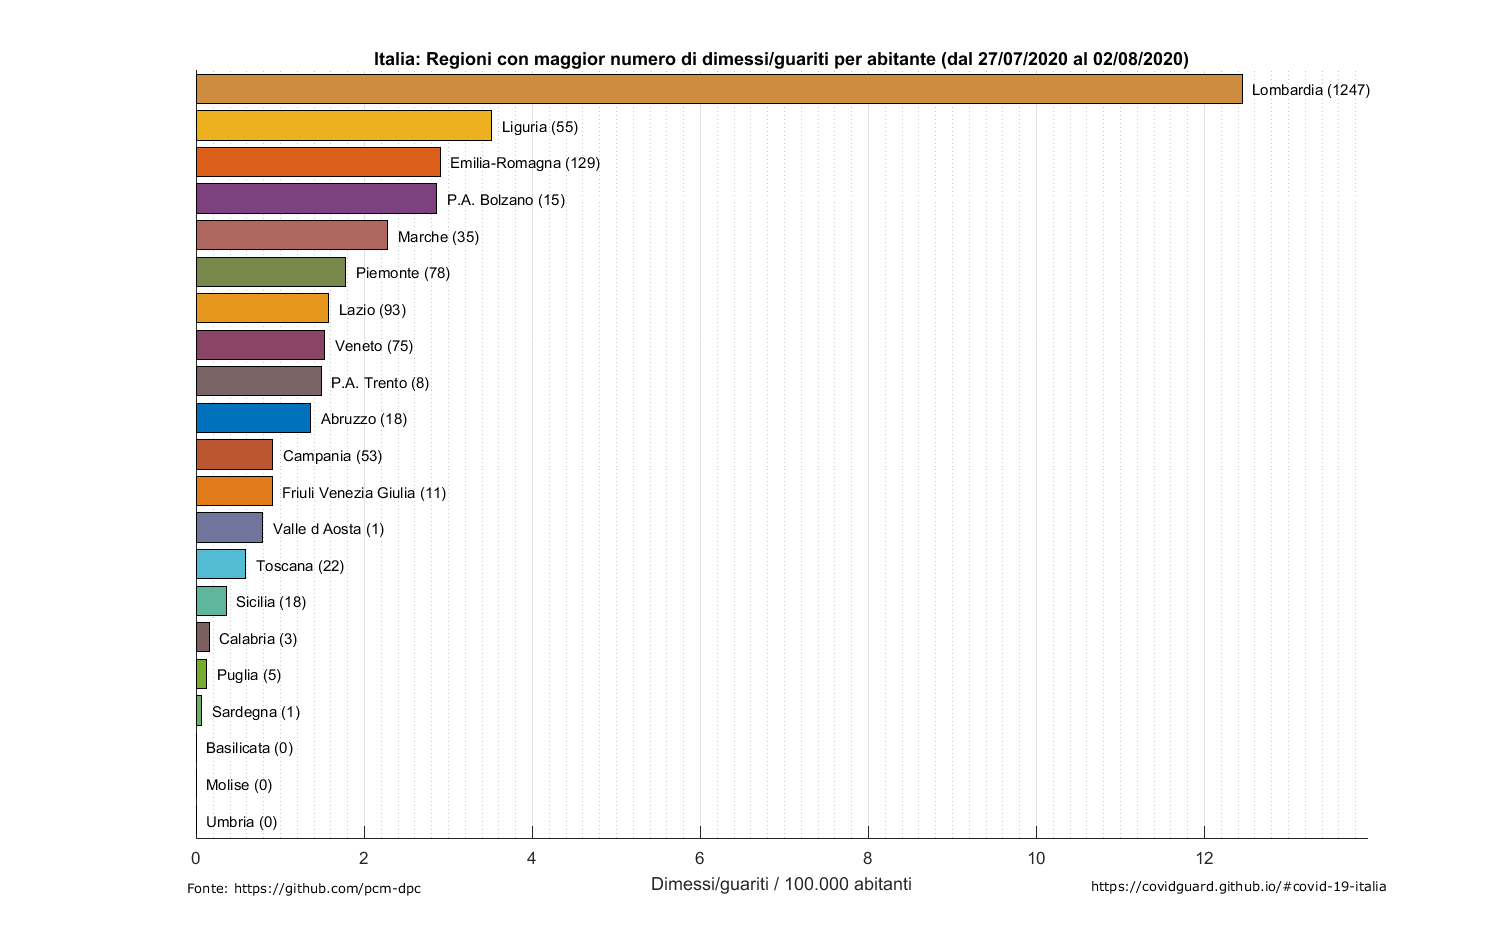 Italia: Regioni con maggior numero di dimessi/guariti per abitante (dal 27/07/2020 al 02/08/2020)
Lombardia (1247)
Liguria (55)
Emilia-Romagna (129)
P.A. Bolzano (15)
Marche (35)
Piemonte (78)
Lazio (93)
Veneto (75)
P.A. Trento (8)
Abruzzo (18)
Campania (53)
Friuli Venezia Giulia (11)
Valle d Aosta (1)
Toscana (22)
Sicilia (18)
Calabria (3)
Puglia (5)
Sardegna (1)
Basilicata (0)
Molise (0)
Umbria (0)
0 2 4 6 8 10 12
Dimessi/guariti / 100.000 abitanti
Fonte: https://github.com/pcm-dpc
https://covidguard.github.io/#covid-19-italia